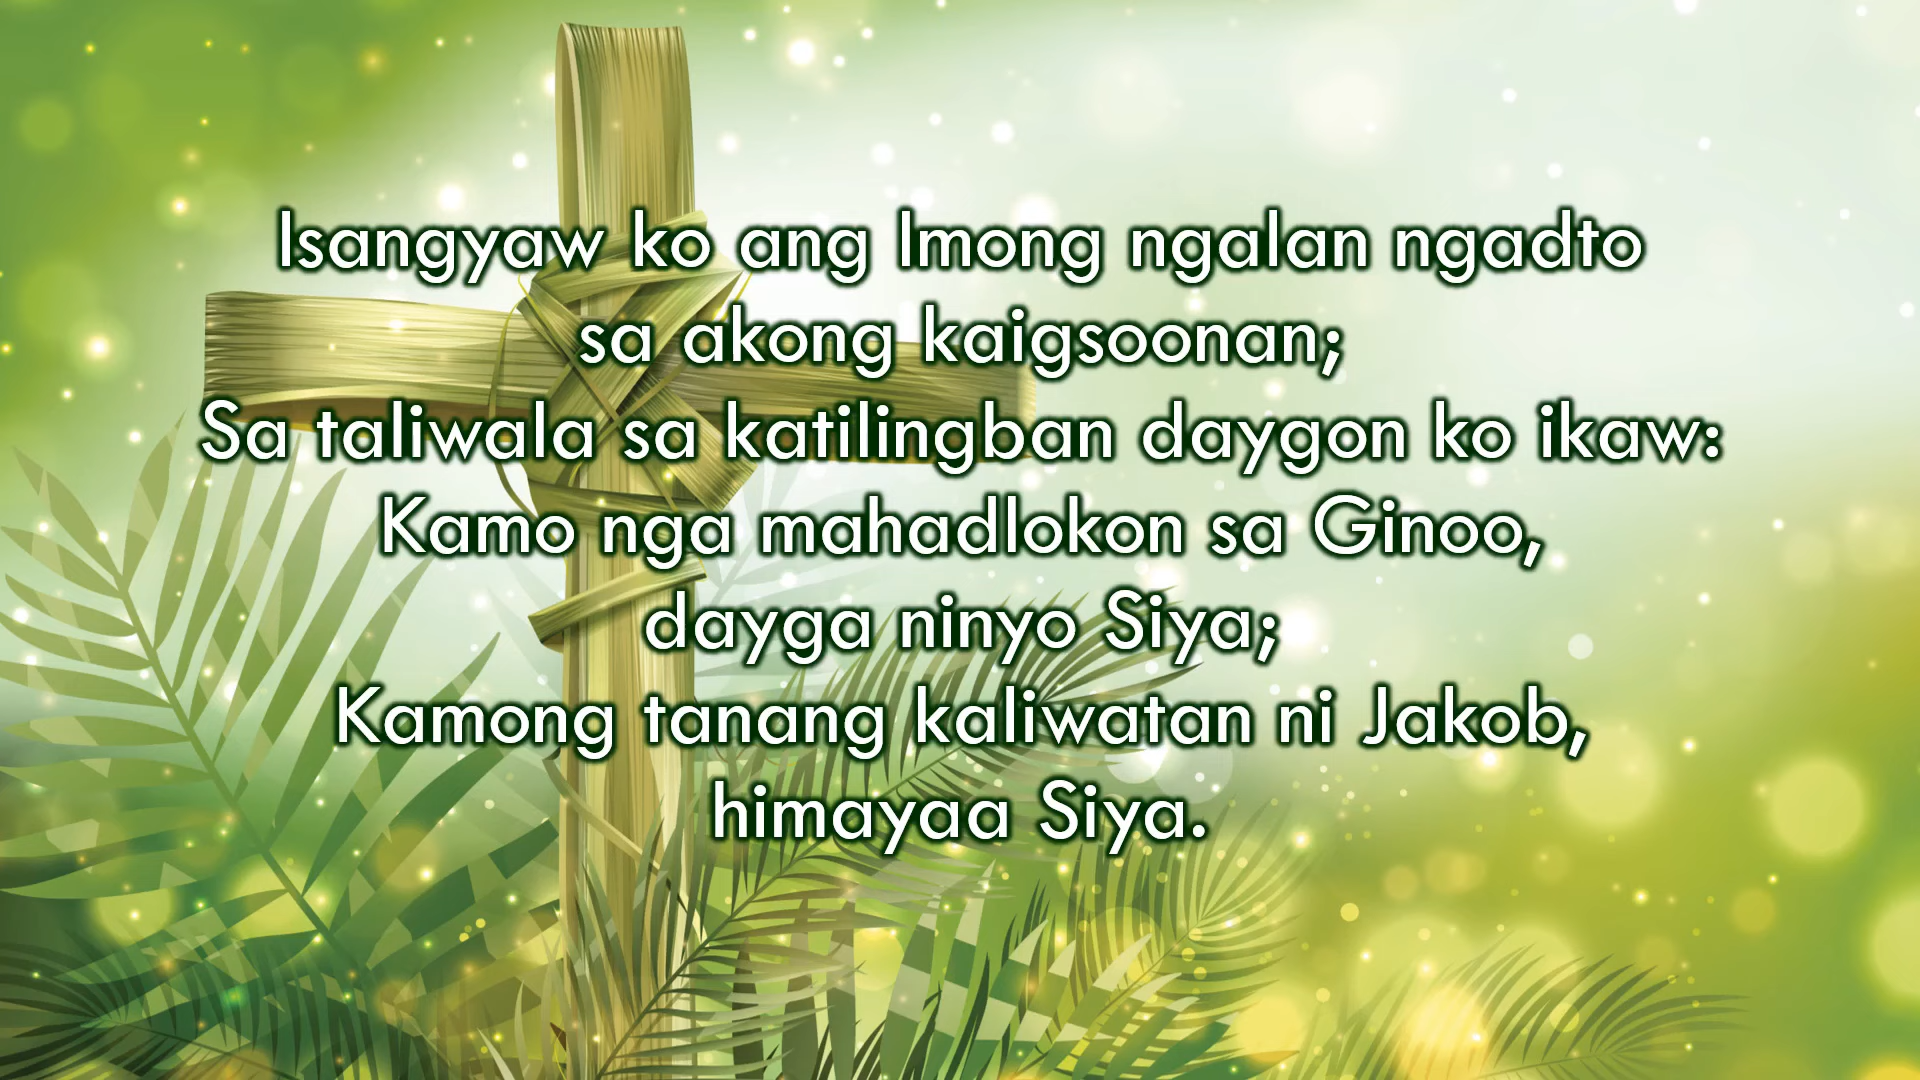 Isangyaw ko ang Imong ngalan ngadto
sa akong kaigsoonan;
Sa taliwala sa katilingban daygon ko ikaw:
Kamo nga mahadlokon sa Ginoo,
dayga ninyo Siya;
Kamong tanang kaliwatan ni Jakob,
himayaa Siya.